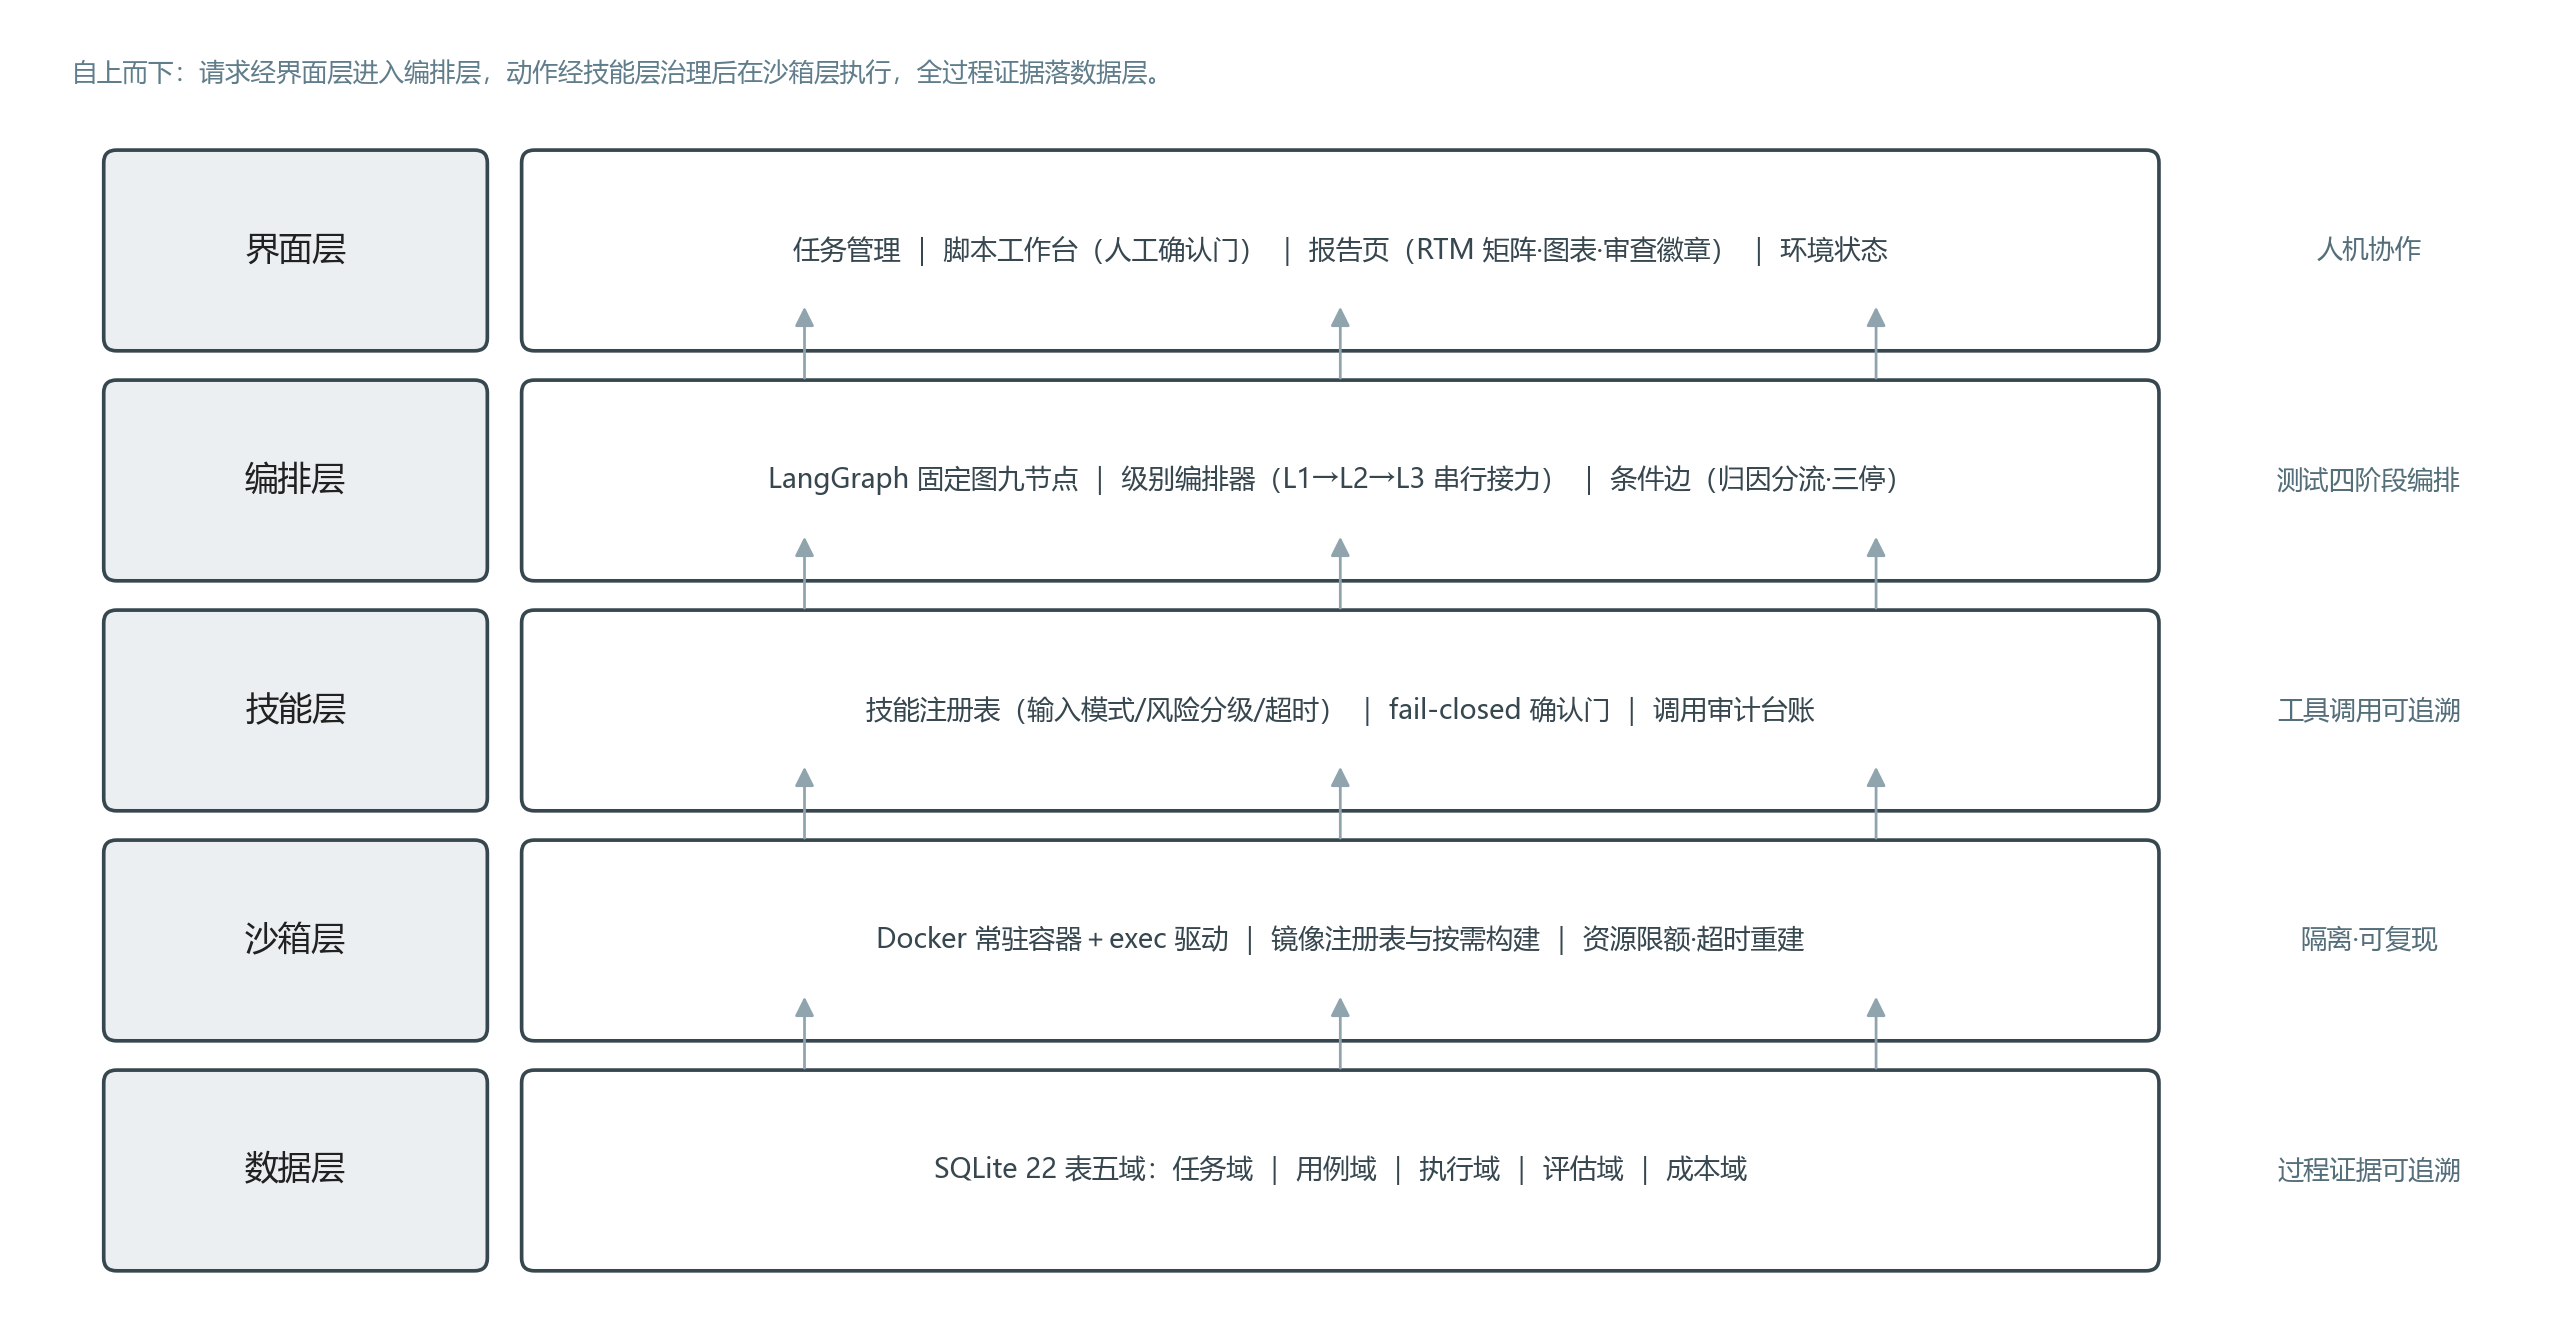 自上而下：请求经界面层进入编排层，动作经技能层治理后在沙箱层执行，全过程证据落数据层。
界面层
任务管理 ｜ 脚本工作台（人工确认门） ｜ 报告页（RTM 矩阵·图表·审查徽章） ｜ 环境状态
人机协作
编排层
LangGraph 固定图九节点 ｜ 级别编排器（L1→L2→L3 串行接力） ｜ 条件边（归因分流·三停）
测试四阶段编排
技能层
技能注册表（输入模式/风险分级/超时） ｜ fail-closed 确认门 ｜ 调用审计台账
工具调用可追溯
沙箱层
Docker 常驻容器 + exec 驱动 ｜ 镜像注册表与按需构建 ｜ 资源限额·超时重建
隔离·可复现
数据层
SQLite 22 表五域：任务域 ｜ 用例域 ｜ 执行域 ｜ 评估域 ｜ 成本域
过程证据可追溯